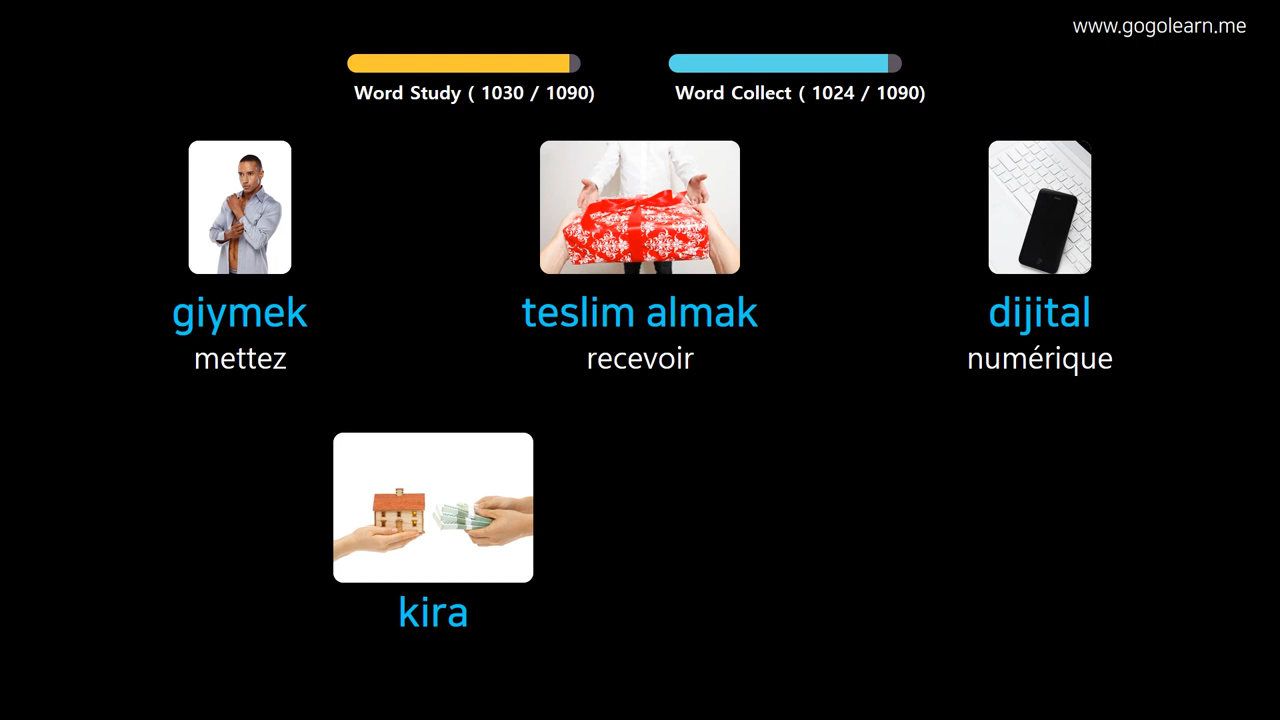 www.gogolearn.me
Word Study ( 1030 / 1090)
Word Collect ( 1024 / 1090)
giymek
mettez
teslim almak
recevoir
dijital
numérique
kira